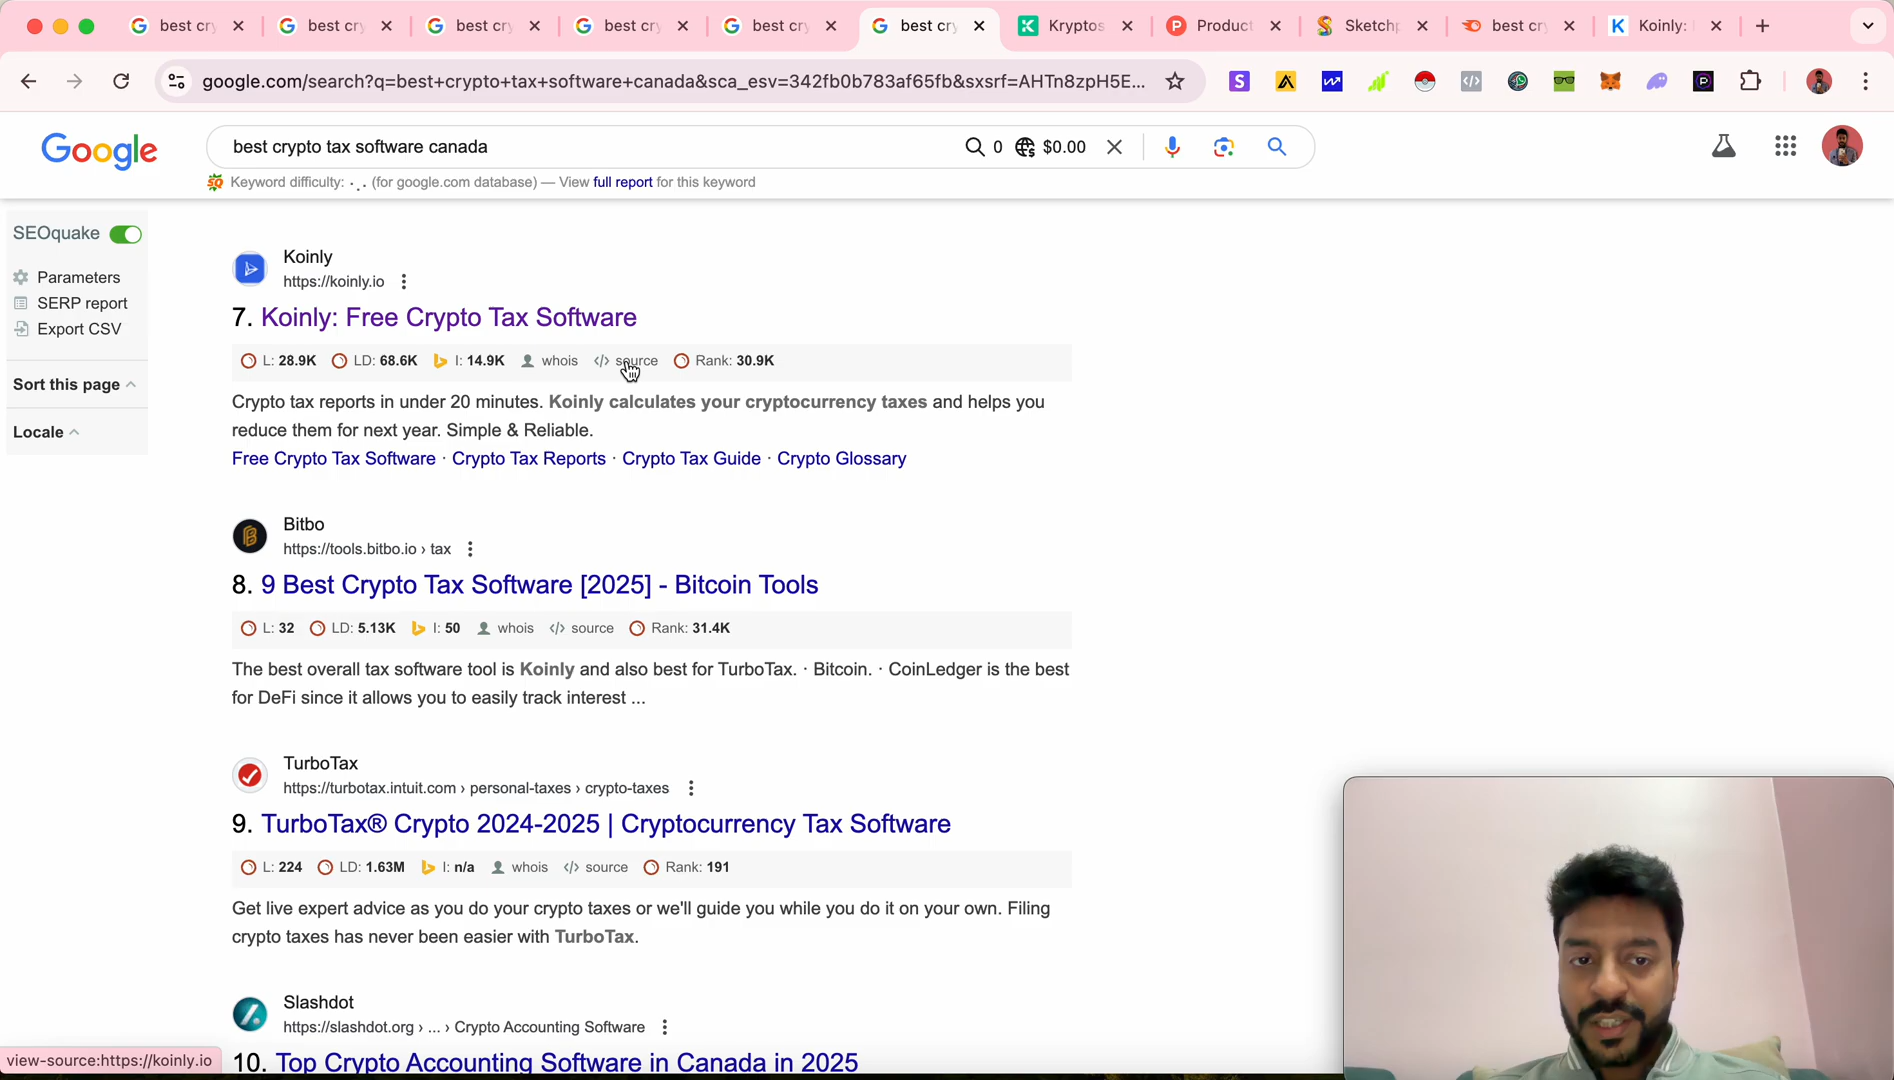 best cry
best cry
best cry
best cry
best cry
best cry
Kryptos
Product
Sketchp
best cry
Koinly:
google.com/search?q=best+crypto+tax+software+canada&sca_esv=342fb0b783af65fb&sxsrf=AHTn8zpH5E...
Google
best crypto tax software canada
0
$0.00
Keyword difficulty: (for google.com database) — View full report for this keyword
SEOquake
Parameters
SERP report
Export CSV
Sort this page
Locale
Koinly
https://koinly.io
7. Koinly: Free Crypto Tax Software
L: 28.9K LD: 68.6K I: 14.9K whois source Rank: 30.9K
Crypto tax reports in under 20 minutes. Koinly calculates your cryptocurrency taxes and helps you
reduce them for next year. Simple & Reliable.
Free Crypto Tax Software · Crypto Tax Reports · Crypto Tax Guide · Crypto Glossary
Bitbo
https://tools.bitbo.io › tax
8. 9 Best Crypto Tax Software [2025] - Bitcoin Tools
L: 32 LD: 5.13K I: 50 whois source Rank: 31.4K
The best overall tax software tool is Koinly and also best for TurboTax. · Bitcoin. · CoinLedger is the best
for DeFi since it allows you to easily track interest ...
TurboTax
https://turbotax.intuit.com › personal-taxes › crypto-taxes
9. TurboTax® Crypto 2024-2025 | Cryptocurrency Tax Software
L: 224 LD: 1.63M I: n/a whois source Rank: 191
Get live expert advice as you do your crypto taxes or we'll guide you while you do it on your own. Filing
crypto taxes has never been easier with TurboTax.
Slashdot
https://slashdot.org › ... › Crypto Accounting Software
10. Top Crypto Accounting Software in Canada in 2025
view-source:https://koinly.io